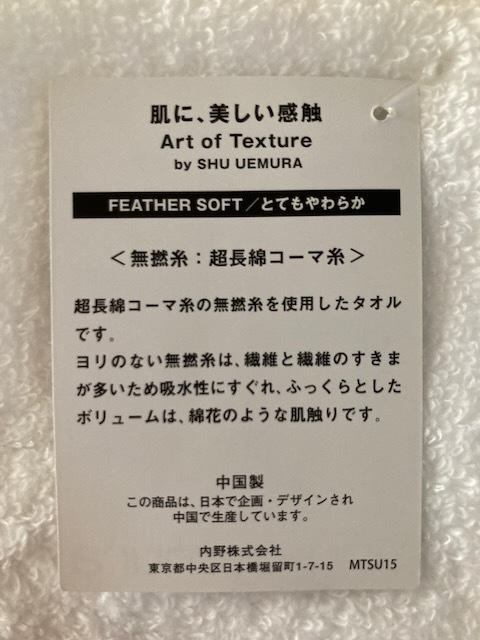 肌に、美しい感触
Art of Texture
by SHU UEMURA
FEATHER SOFT／とてもやわらか
＜無撚糸：超長綿コーマ糸＞
超長綿コーマ糸の無撚糸を使用したタオル
です。
ヨリのない無撚糸は、繊維と繊維のすきま
が多いため吸水性にすぐれ、ふっくらとした
ボリュームは、綿花のような肌触りです。
中国製
この商品は、日本で企画・デザインされ
中国で生産しています。
内野株式会社
東京都中央区日本橋堀留町1-7-15 MTSU15